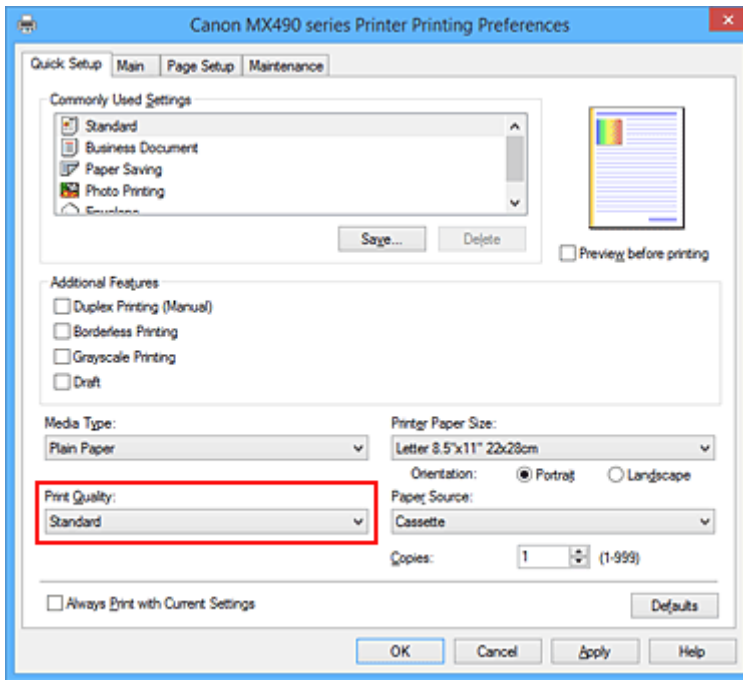 Canon MX490 series Printer Printing Preferences
Quick Setup Main Page Setup Maintenance
Commonly Used Settings
Standard
Business Document
Paper Saving
Photo Printing
Envelope
Save... Delete
Preview before printing
Additional Features
Duplex Printing (Manual)
Borderless Printing
Grayscale Printing
Draft
Media Type:
Plain Paper
Printer Paper Size:
Letter 8.5"x11" 22x28cm
Orientation: Portrait Landscape
Print Quality:
Standard
Paper Source:
Cassette
Copies: 1 (1-999)
Always Print with Current Settings
Defaults
OK Cancel Apply Help